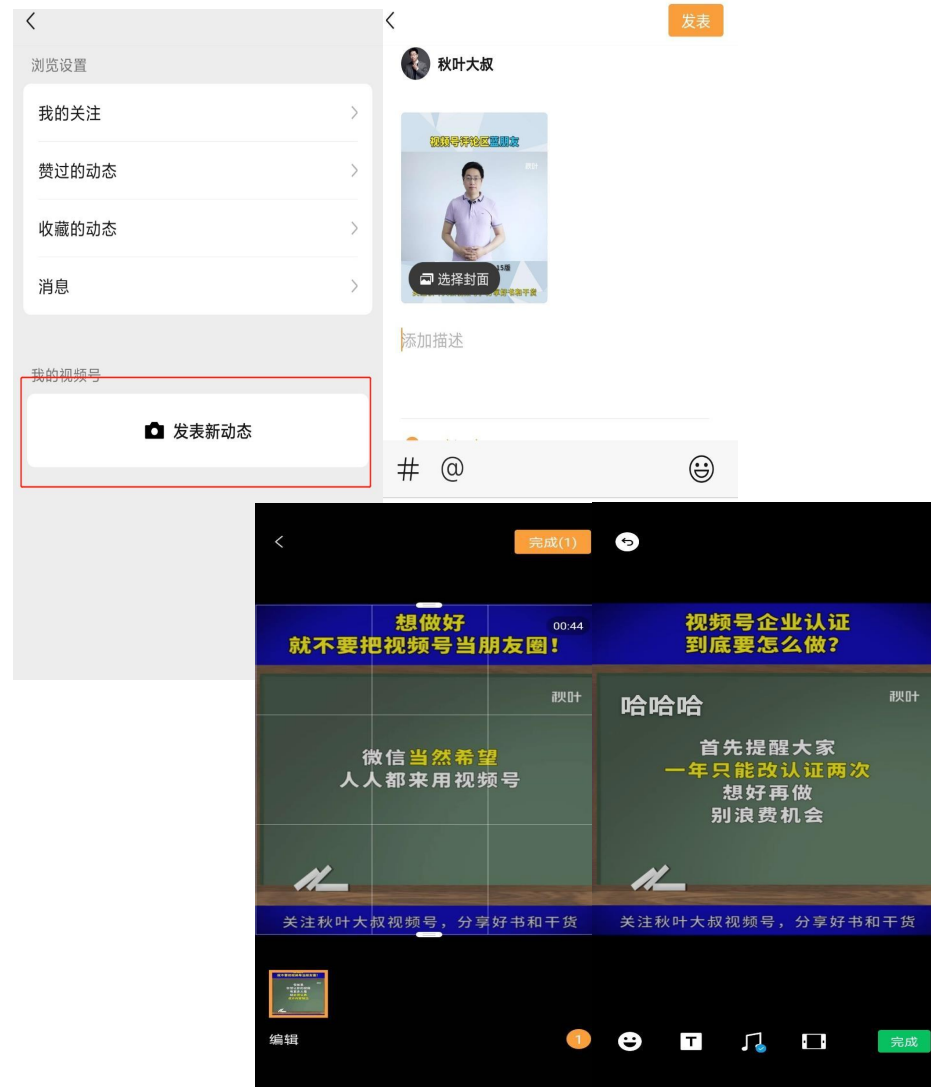 浏览设置
我的关注
赞过的动态
收藏的动态
消息
我的视频号
发表新动态
发表
秋叶大叔
视频号评论区蓝朋友
秋叶
选择封面
添加描述
# @
完成(1)
想做好
00:44
就不要把视频号当朋友圈!
秋叶
微信当然希望
人人都来用视频号
关注秋叶大叔视频号，分享好书和干货
编辑
1
视频号企业认证
到底要怎么做?
哈哈哈
秋叶
首先提醒大家
一年只能改认证两次
想好再做
别浪费机会
关注秋叶大叔视频号，分享好书和干货
T
完成